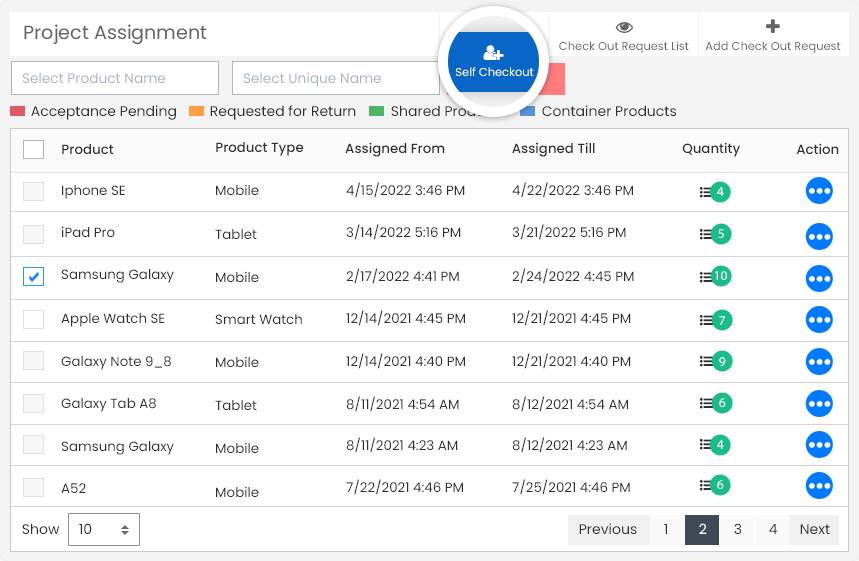 Project Assignment
Self Checkout
Check Out Request List
Add Check Out Request
Select Product Name
Select Unique Name
Acceptance Pending Requested for Return Shared Container Products
Product Product Type Assigned From Assigned Till Quantity Action
Iphone SE Mobile 4/15/2022 3:46 PM 4/22/2022 3:46 PM 4
iPad Pro Tablet 3/14/2022 5:16 PM 3/21/2022 5:16 PM 5
Samsung Galaxy Mobile 2/17/2022 4:41 PM 2/24/2022 4:45 PM 10
Apple Watch SE Smart Watch 12/14/2021 4:45 PM 12/21/2021 4:45 PM 7
Galaxy Note 9_8 Mobile 12/14/2021 4:40 PM 12/21/2021 4:40 PM 9
Galaxy Tab A8 Tablet 8/11/2021 4:54 AM 8/12/2021 4:54 AM 6
Samsung Galaxy Mobile 8/11/2021 4:23 AM 8/12/2021 4:23 AM 4
A52 Mobile 7/22/2021 4:46 PM 7/25/2021 4:46 PM 6
Show 10 Previous 1 2 3 4 Next